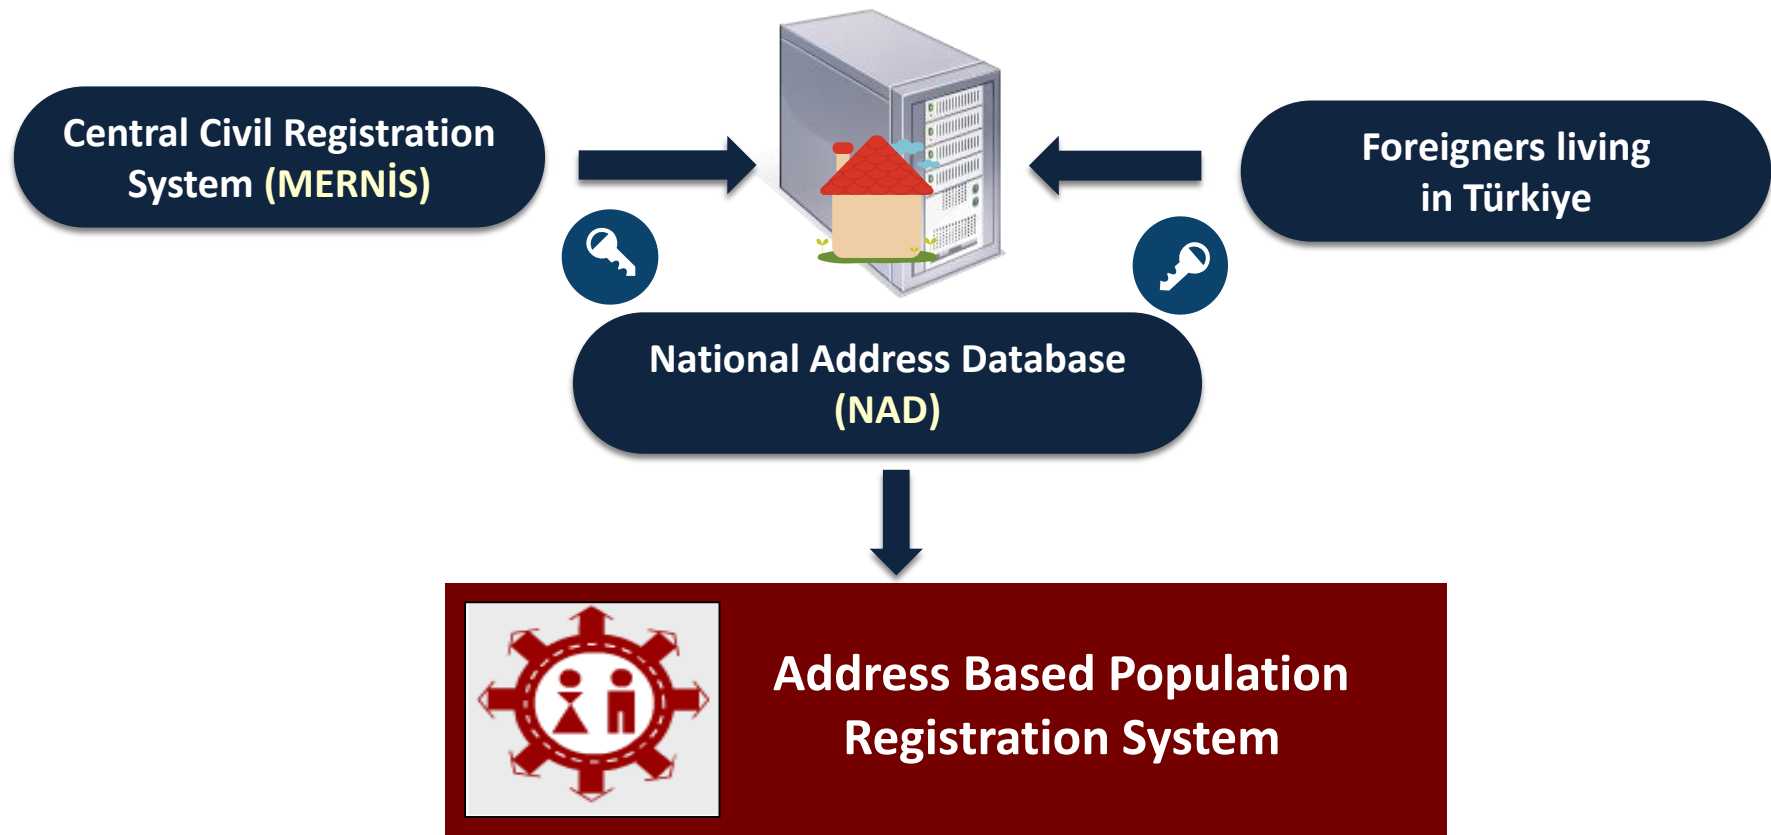 Central Civil Registration
System (MERNİS)
Foreigners living
in Türkiye
National Address Database
(NAD)
Address Based Population
Registration System